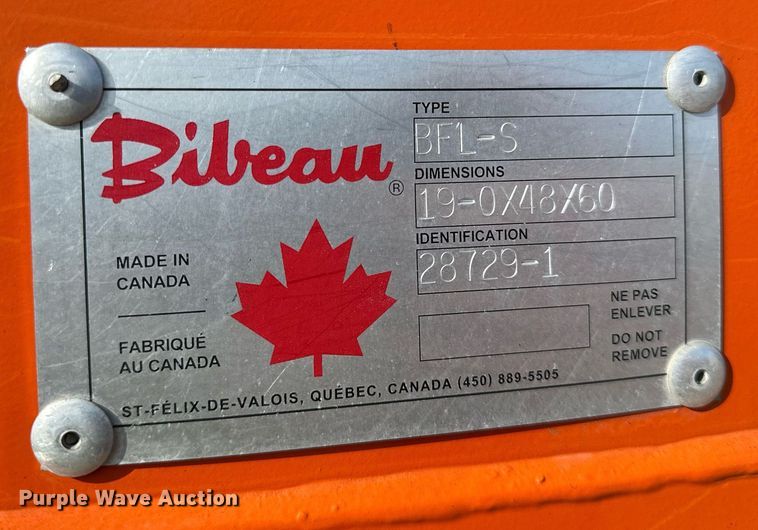 Bibeau ®
TYPE
BFL-S
DIMENSIONS
19-0X48X60
IDENTIFICATION
28729-1
MADE IN
CANADA
FABRIQUÉ
AU CANADA
NE PAS
ENLEVER
DO NOT
REMOVE
ST-FÉLIX-DE-VALOIS, QUÉBEC, CANADA (450) 889-5505
Purple Wave Auction